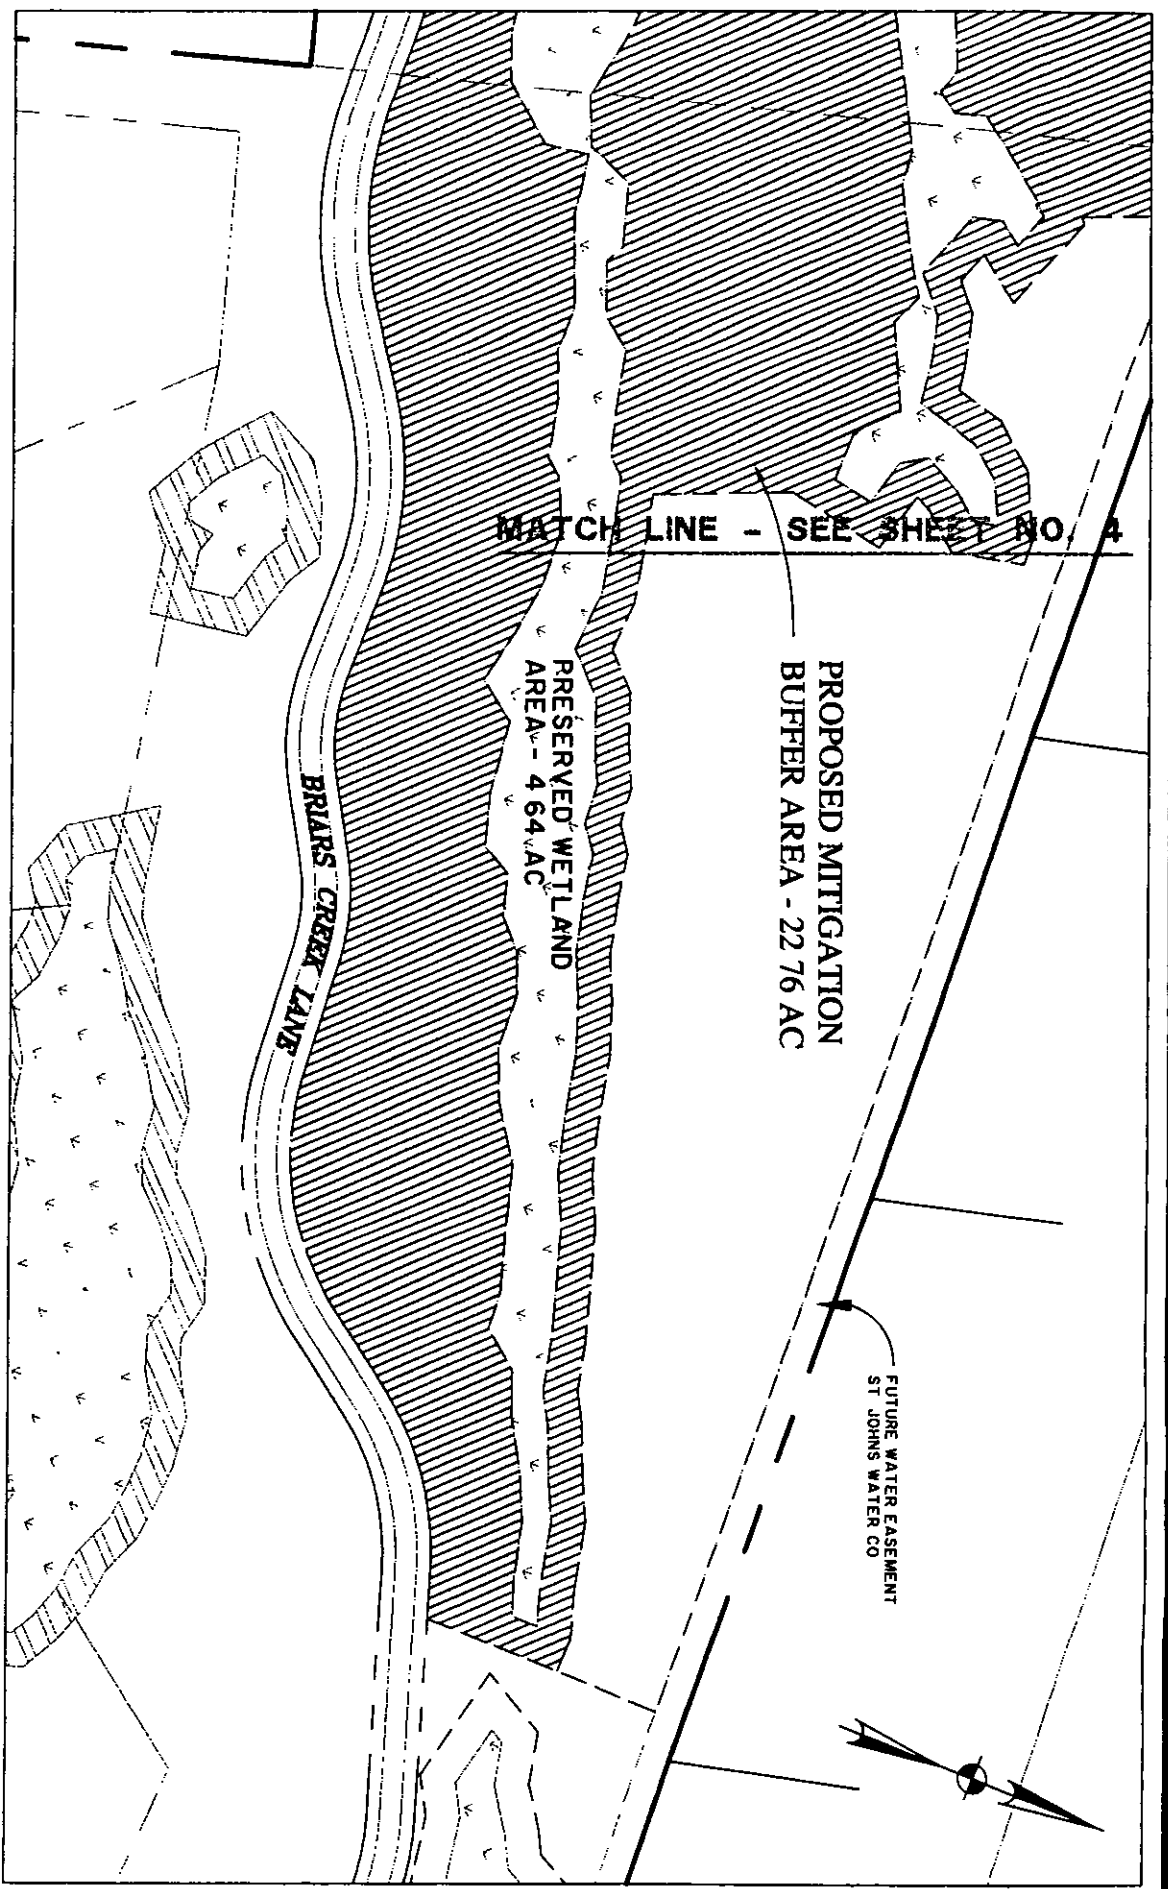 MATCH LINE - SEE SHEET NO. 4
PROPOSED MITIGATION
BUFFER AREA - 22 76 AC
PRESERVED WETLAND
AREA - 4 64 AC
BRIARS CREEK LANE
FUTURE WATER EASEMENT
ST JOHNS WATER CO